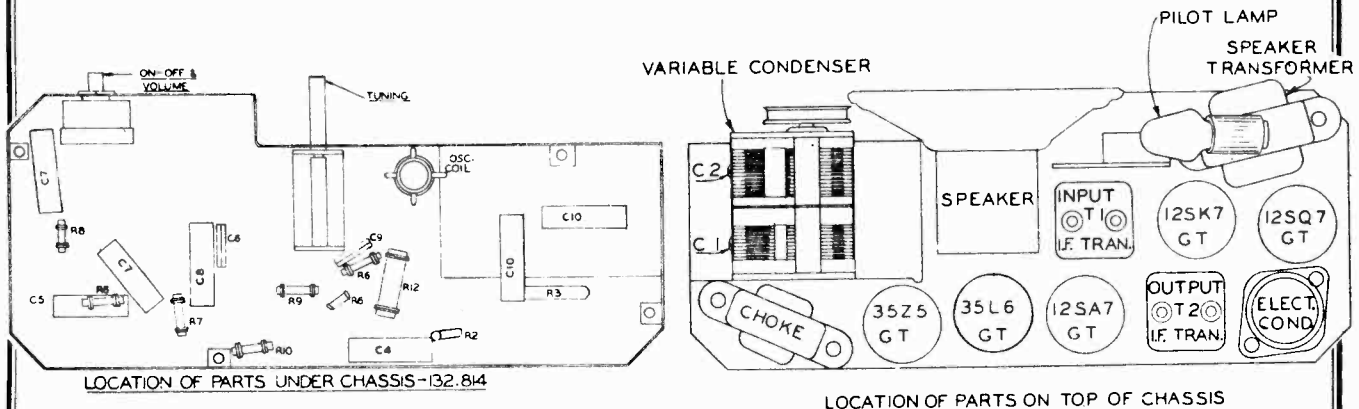 ON-OFF &
VOLUME
TUNING
OSC.
COIL
C7
R8
C7
C8
C6
C9
R6
R12
C10
C10
R3
C5
R6
R7
R9
R6
R2
C4
R10
LOCATION OF PARTS UNDER CHASSIS-132.814
PILOT LAMP
SPEAKER
TRANSFORMER
VARIABLE CONDENSER
C2
C1
SPEAKER
INPUT
T1
I.F. TRAN.
12SK7
GT
12SQ7
GT
CHOKE
35Z5
GT
35L6
GT
12SA7
GT
OUTPUT
T2
I.F. TRAN.
ELECT.
COND.
LOCATION OF PARTS ON TOP OF CHASSIS